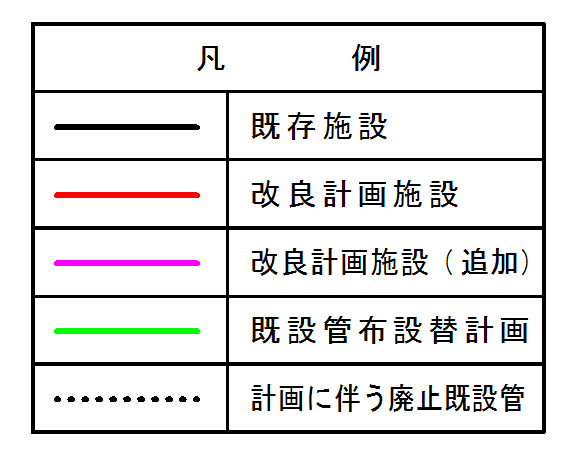 凡 例
既存施設
改良計画施設
改良計画施設（追加）
既設管布設替計画
計画に伴う廃止既設管